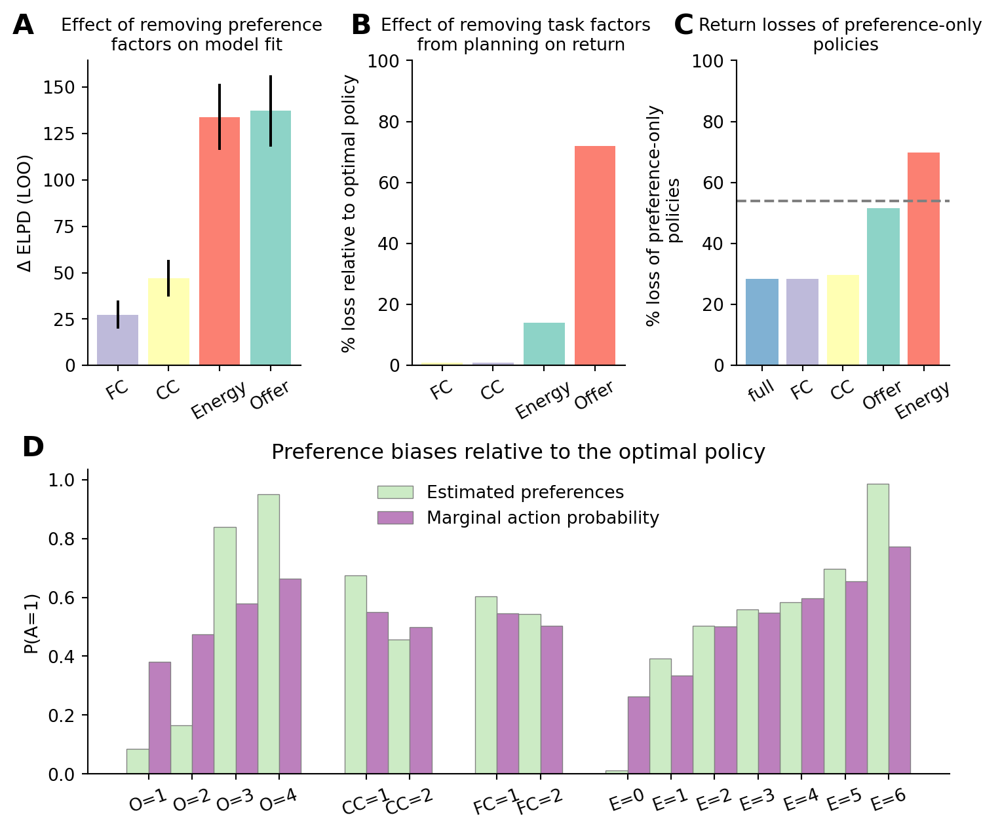 A
Effect of removing preference
factors on model fit
Δ ELPD (LOO)
150
125
100
75
50
25
0
FC
CC
Energy
Offer
B
Effect of removing task factors
from planning on return
% loss relative to optimal policy
100
80
60
40
20
0
FC
CC
Energy
Offer
C
Return losses of preference-only
policies
% loss of preference-only
policies
100
80
60
40
20
0
full
FC
CC
Offer
Energy
D
Preference biases relative to the optimal policy
Estimated preferences
Marginal action probability
P(A=1)
1.0
0.8
0.6
0.4
0.2
0.0
O=1
O=2
O=3
O=4
CC=1
CC=2
FC=1
FC=2
E=0
E=1
E=2
E=3
E=4
E=5
E=6